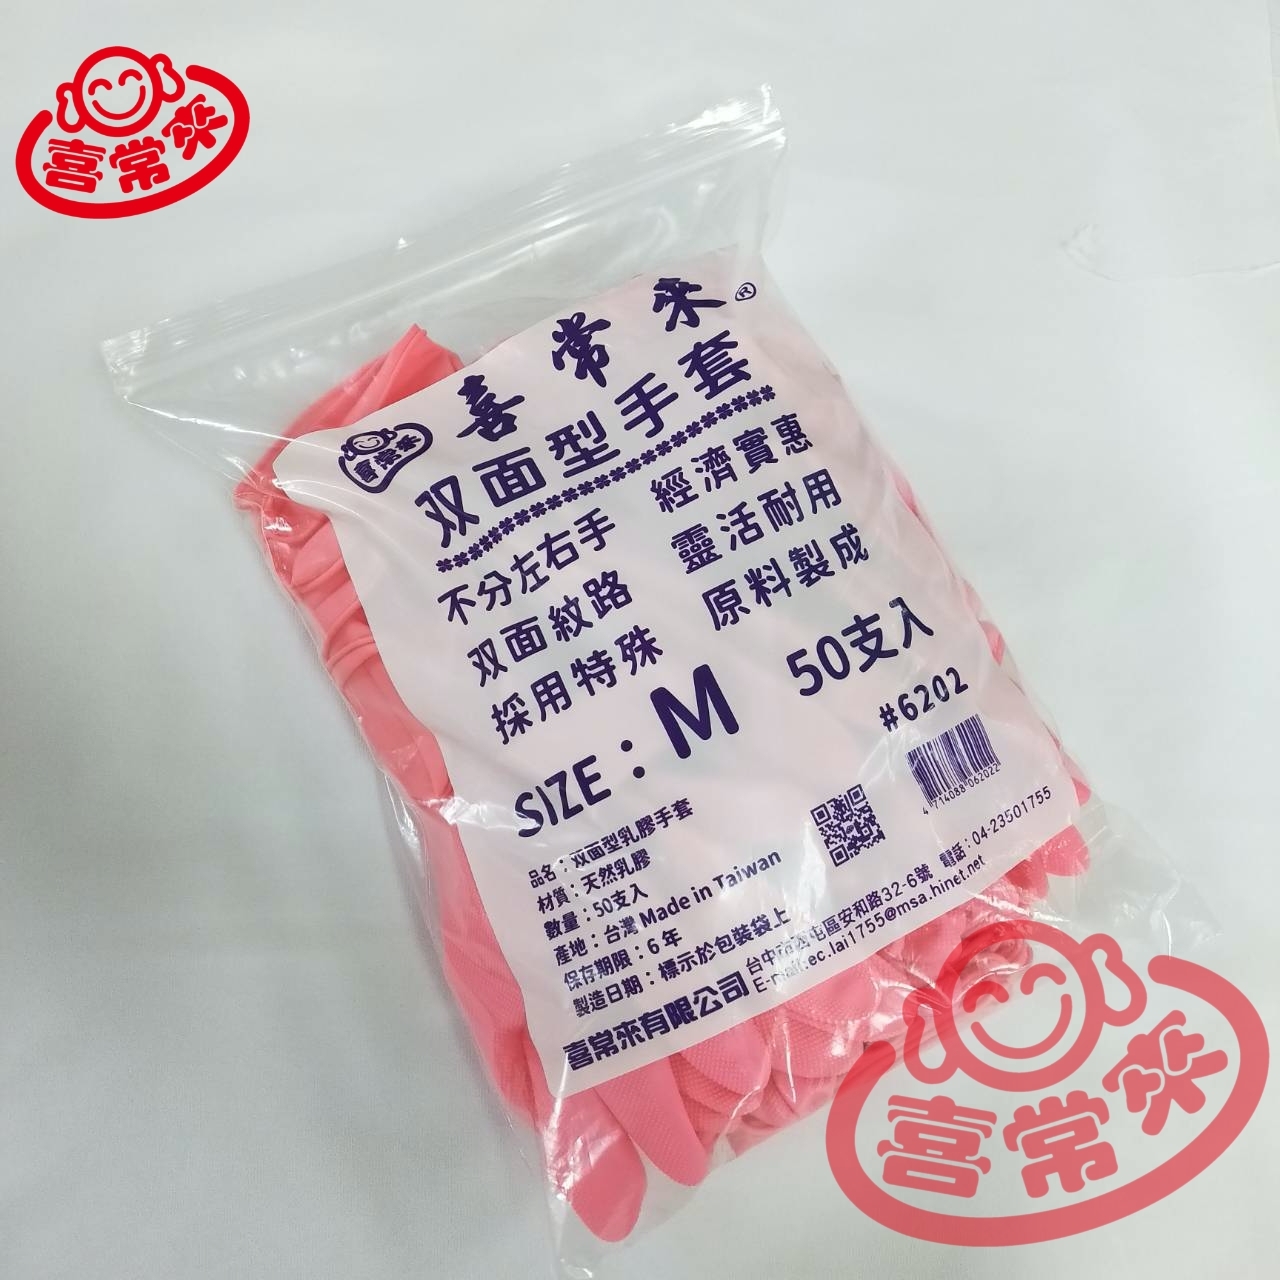 喜常來
喜常來®
喜常來
双面型手套
不分左右手 經濟實惠
双面紋路 靈活耐用
採用特殊 原料製成
SIZE：M 50支入
#6202
4 714088 062022
品名：双面型乳膠手套
材質：天然乳膠
數量：50支入
產地：台灣 Made in Taiwan
保存期限：6年
製造日期：標示於包裝袋上
喜常來有限公司
台中市西屯區安和路32-6號 電話：04-23501755
E-mail:ec.lai1755@msa.hinet.net
喜常來